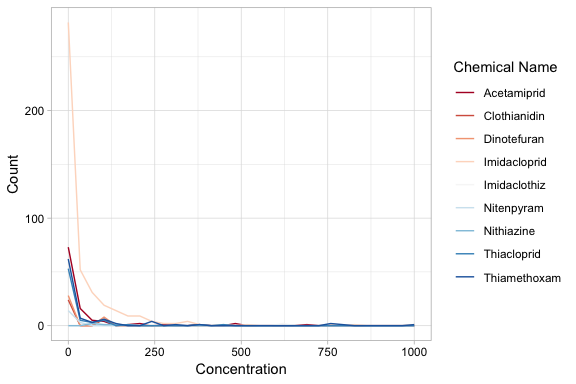 200
100
0
Count
0
250
500
750
1000
Concentration
Chemical Name
Acetamiprid
Clothianidin
Dinotefuran
Imidacloprid
Imidaclothiz
Nitenpyram
Nithiazine
Thiacloprid
Thiamethoxam